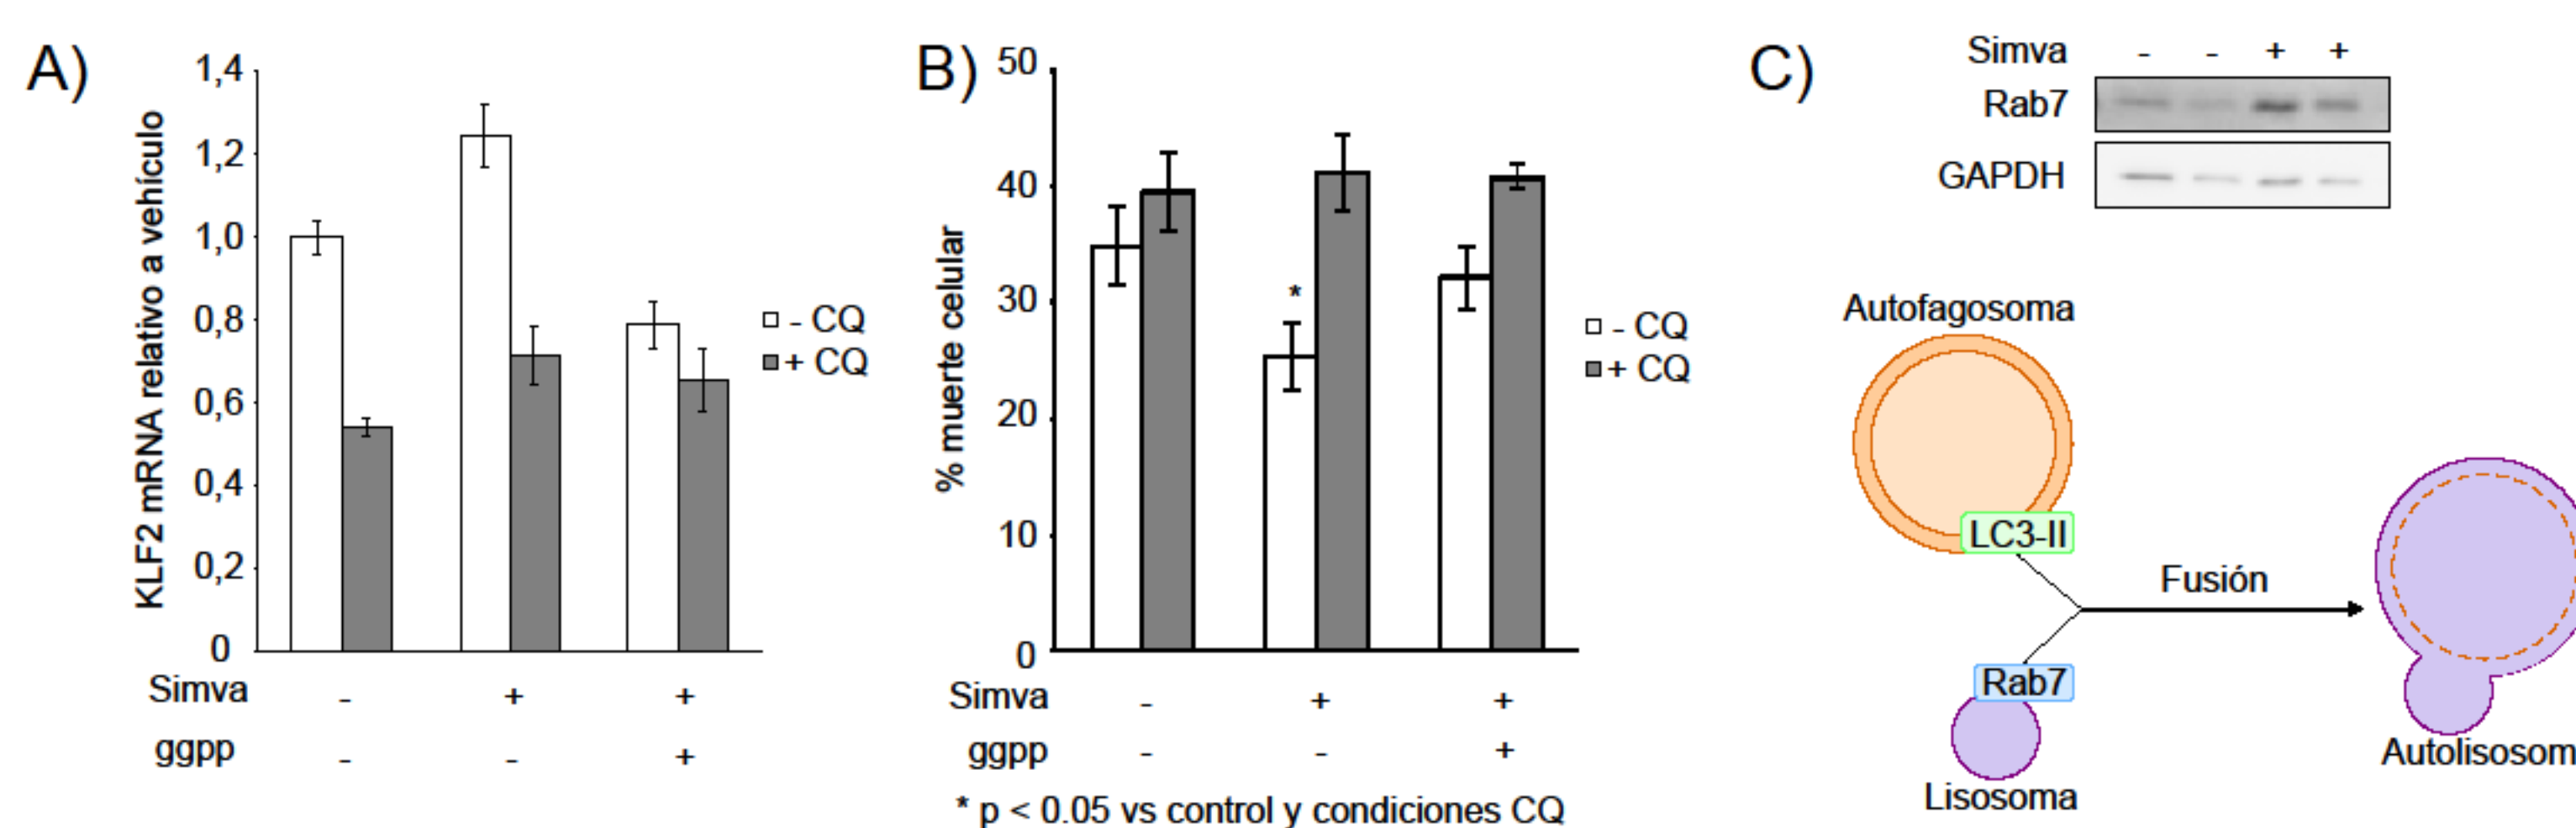 A)
KLF2 mRNA relativo a vehículo
1,4
1,2
1,0
0,8
0,6
0,4
0,2
0
- CQ
+ CQ
Simva - + +
ggpp - - +
B)
% muerte celular
50
40
30
20
10
0
*
- CQ
+ CQ
Simva - + +
ggpp - - +
* p < 0.05 vs control y condiciones CQ
C)
Simva - - + +
Rab7
GAPDH
Autofagosoma
LC3-II
Fusión
Rab7
Lisosoma
Autolisosom